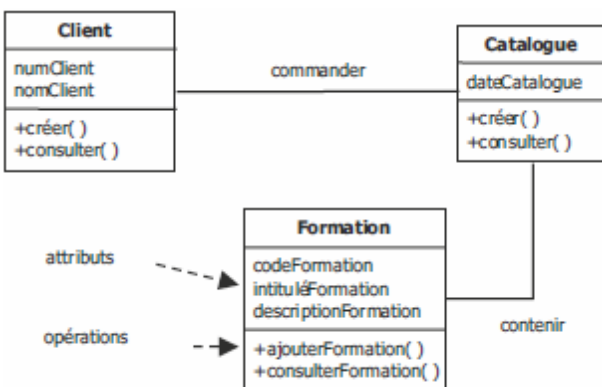 Client
numClient
nomClient
+créer( )
+consulter( )
commander
Catalogue
dateCatalogue
+créer( )
+consulter( )
attributs
opérations
Formation
codeFormation
intituléFormation
descriptionFormation
+ajouterFormation( )
+consulterFormation( )
contenir